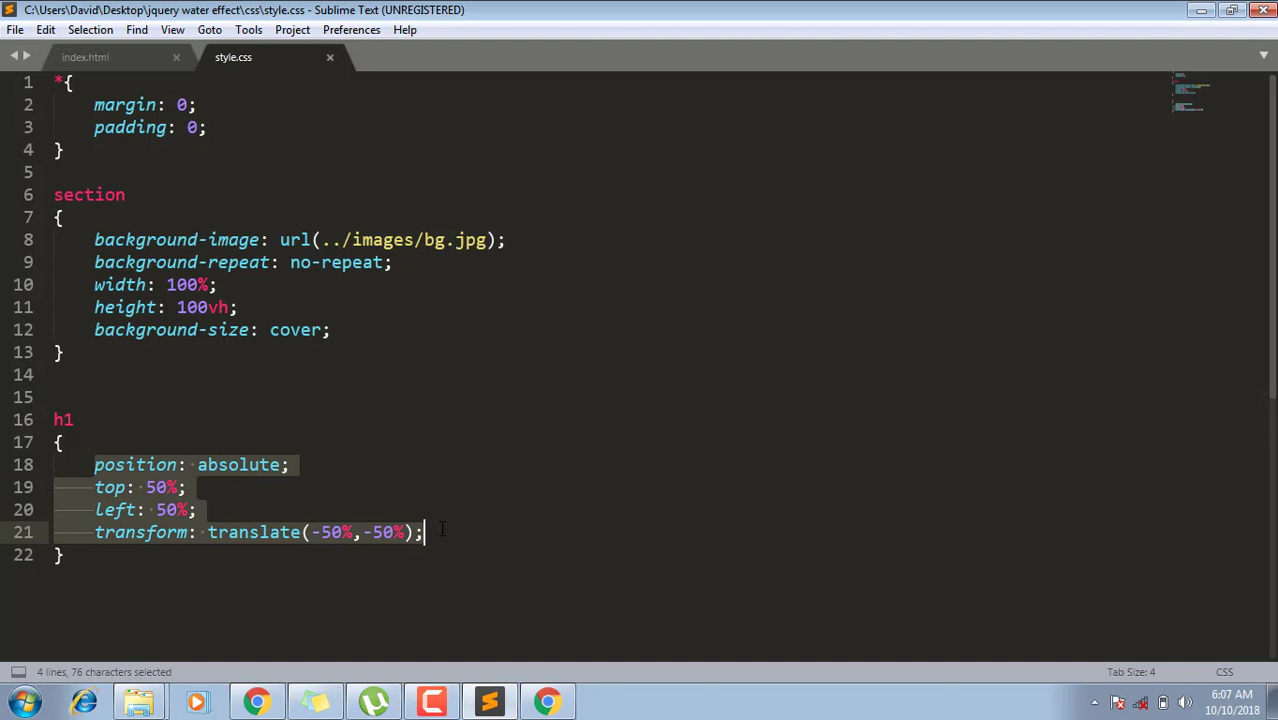 C:\Users\David\Desktop\jquery water effect\css\style.css - Sublime Text (UNREGISTERED)
File Edit Selection Find View Goto Tools Project Preferences Help
index.html style.css
1 *{
2 margin: 0;
3 padding: 0;
4 }
5
6 section
7 {
8 background-image: url(../images/bg.jpg);
9 background-repeat: no-repeat;
10 width: 100%;
11 height: 100vh;
12 background-size: cover;
13 }
14
15
16 h1
17 {
18 position: absolute;
19 top: 50%;
20 left: 50%;
21 transform: translate(-50%,-50%);
22 }
4 lines, 76 characters selected Tab Size: 4 CSS
6:07 AM
10/10/2018